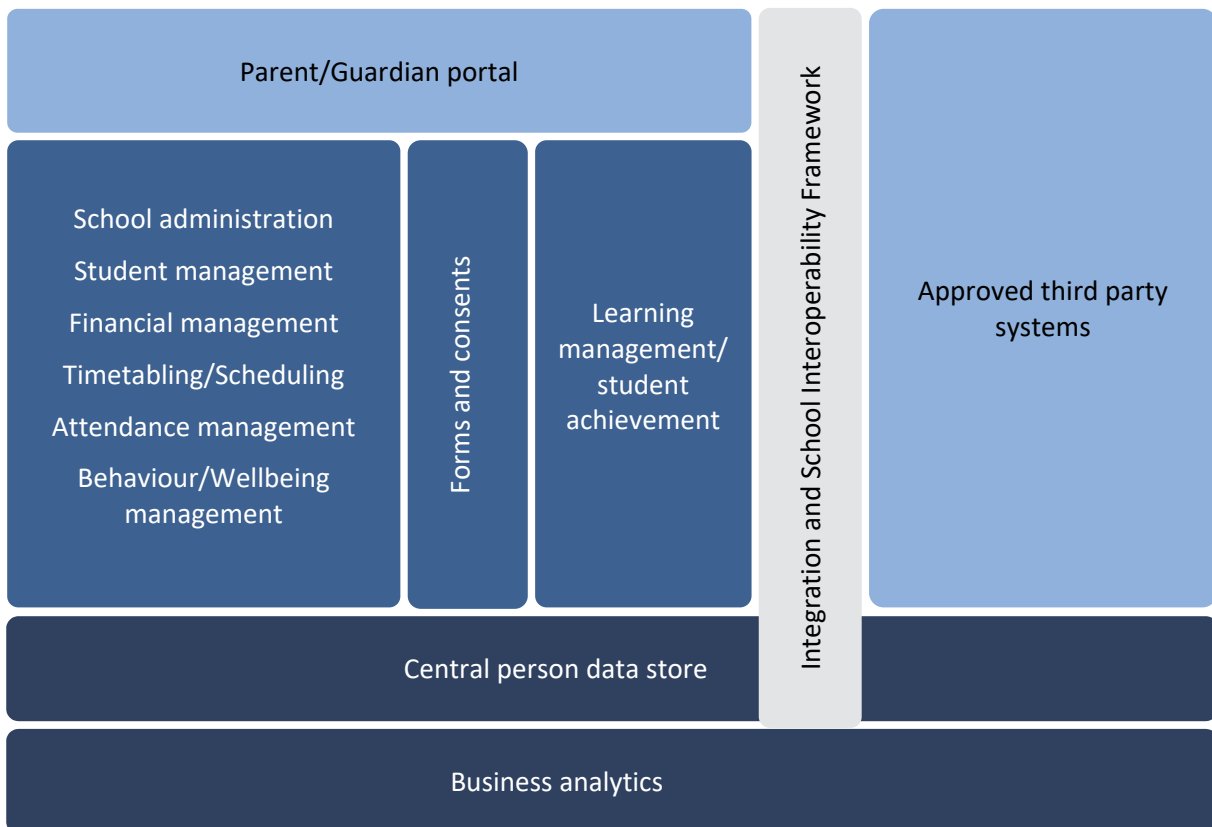 Parent/Guardian portal
School administration
Student management
Financial management
Timetabling/Scheduling
Attendance management
Behaviour/Wellbeing
management
Forms and consents
Learning
management/
student
achievement
Integration and School Interoperability Framework
Approved third party
systems
Central person data store
Business analytics